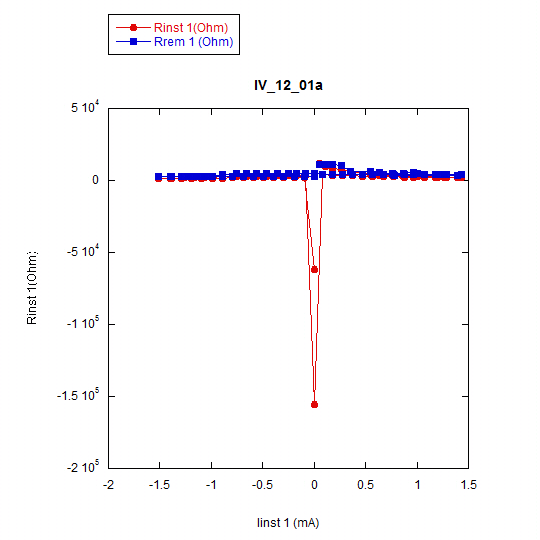 Rinst 1(Ohm)
Rrem 1 (Ohm)
IV_12_01a
5 10⁴
0
-5 10⁴
-1 10⁵
-1.5 10⁵
-2 10⁵
Rinst 1(Ohm)
-2 -1.5 -1 -0.5 0 0.5 1 1.5
Iinst 1 (mA)